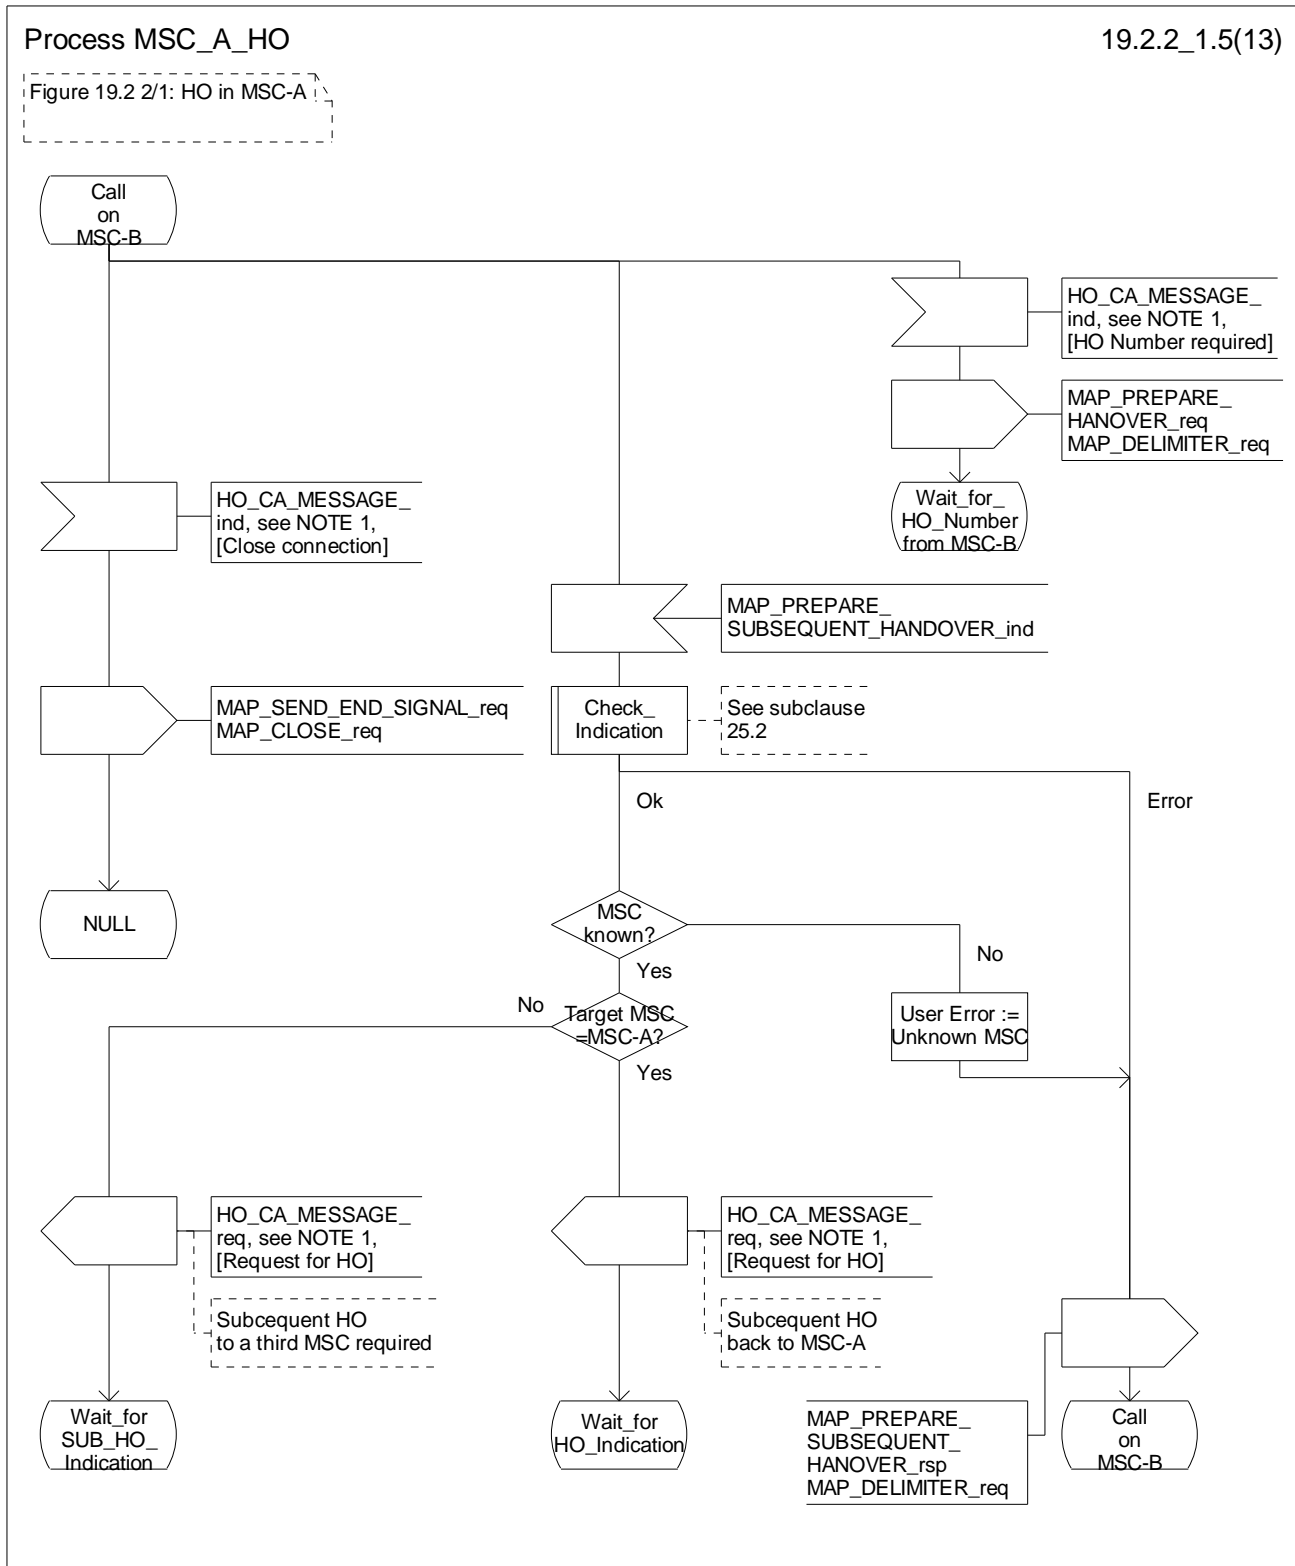 Process MSC_A_HO
19.2.2_1.5(13)
Figure 19.2 2/1: HO in MSC-A
Call
on
MSC-B
HO_CA_MESSAGE_
ind, see NOTE 1,
[HO Number required]
MAP_PREPARE_
HANOVER_req
MAP_DELIMITER_req
Wait_for_
HO_Number
from MSC-B
HO_CA_MESSAGE_
ind, see NOTE 1,
[Close connection]
MAP_PREPARE_
SUBSEQUENT_HANDOVER_ind
MAP_SEND_END_SIGNAL_req
MAP_CLOSE_req
Check_
Indication
See subclause
25.2
Ok
Error
NULL
MSC
known?
No
Yes
User Error :=
Unknown MSC
No
Target MSC
=MSC-A?
Yes
HO_CA_MESSAGE_
req, see NOTE 1,
[Request for HO]
Subcequent HO
to a third MSC required
HO_CA_MESSAGE_
req, see NOTE 1,
[Request for HO]
Subcequent HO
back to MSC-A
Wait_for
SUB_HO_
Indication
Wait_for
HO_Indication
MAP_PREPARE_
SUBSEQUENT_
HANOVER_rsp
MAP_DELIMITER_req
Call
on
MSC-B